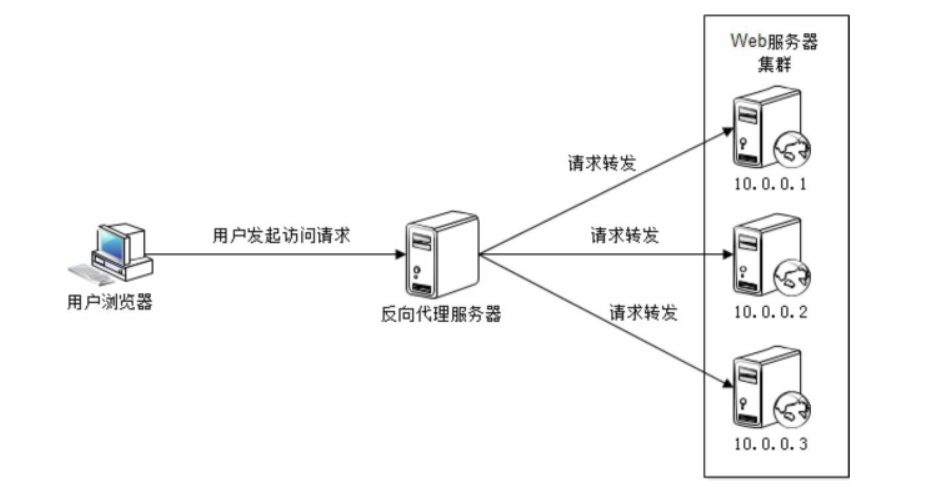 Web服务器
集群
请求转发
10.0.0.1
用户发起访问请求
请求转发
用户浏览器
反向代理服务器
10.0.0.2
请求转发
10.0.0.3